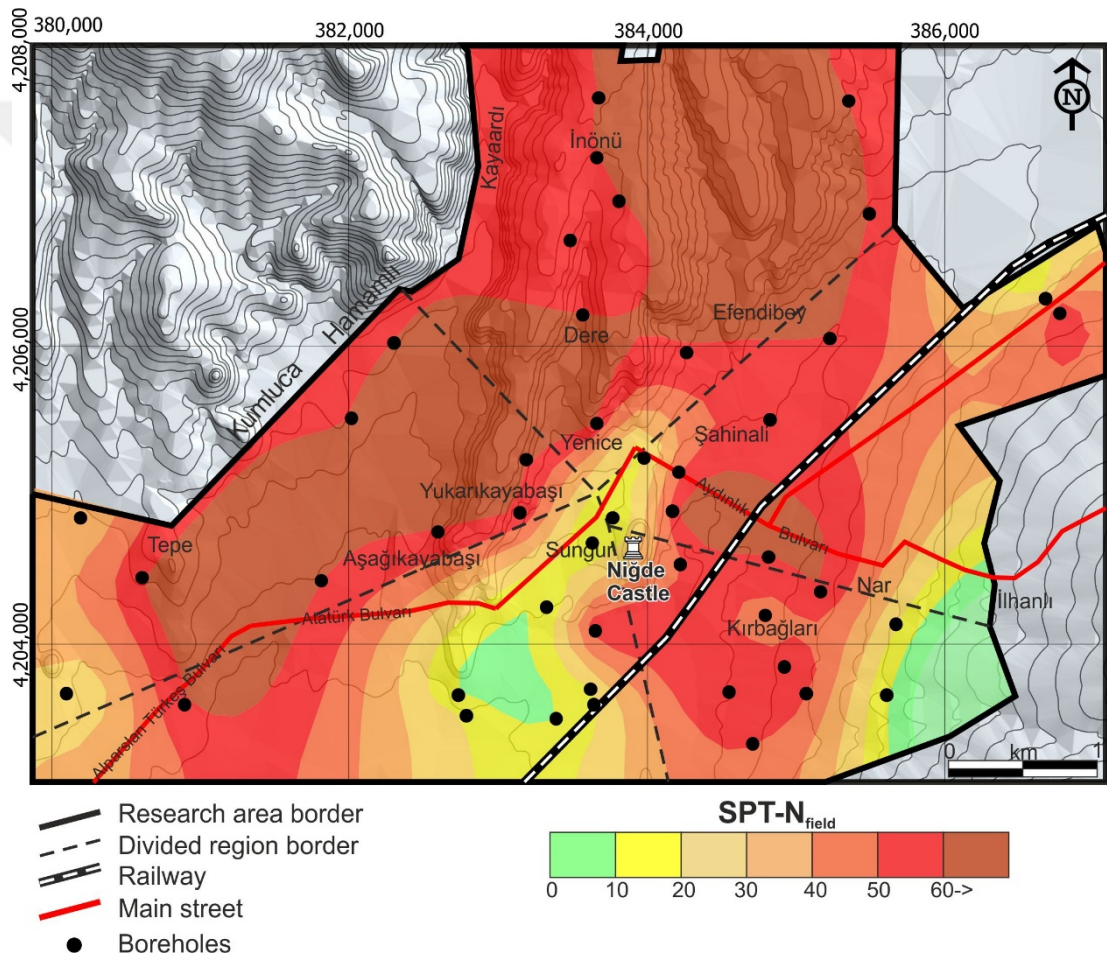 380,000
382,000
384,000
386,000
4,208,000
4,206,000
4,204,000
N
Kayaardı
İnönü
Hamamlı
Kumluca
Dere
Efendibey
Yenice
Şahinali
Yukarıkayabaşı
Aydınlık
Bulvarı
Tepe
Aşağıkayabaşı
Sungur
Niğde
Castle
Nar
İlhanlı
Atatürk Bulvarı
Kırbağları
Alparslan Türkeş Bulvarı
0 km 1
Research area border
Divided region border
Railway
Main street
Boreholes
SPT-Nfield
0 10 20 30 40 50 60->